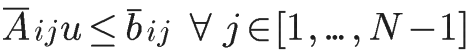 A̅ᵢⱼu ≤ b̅ᵢⱼ ∀ j∈[1,…,N−1]